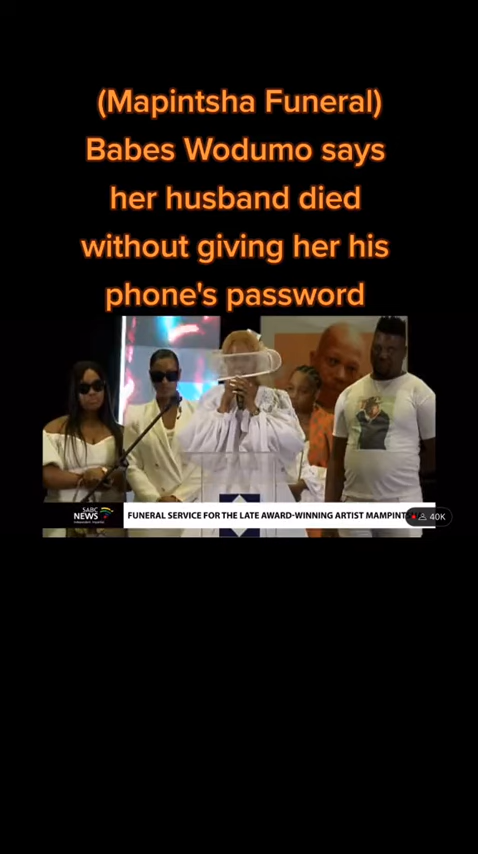 (Mapintsha Funeral)
Babes Wodumo says
her husband died
without giving her his
phone's password
SABC
NEWS
FUNERAL SERVICE FOR THE LATE AWARD-WINNING ARTIST MAMPINT
40K